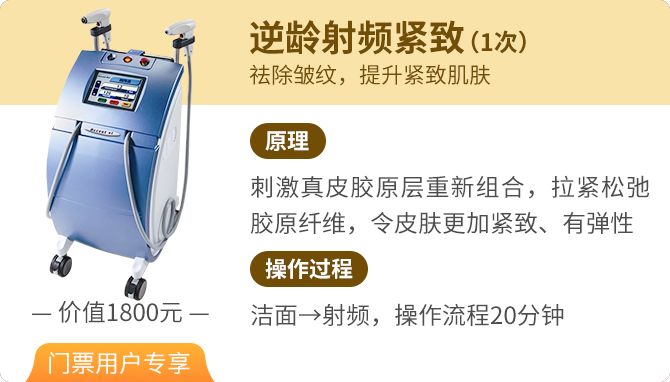 逆龄射频紧致（1次）
祛除皱纹，提升紧致肌肤
原理
刺激真皮胶原层重新组合，拉紧松弛
胶原纤维，令皮肤更加紧致、有弹性
操作过程
洁面→射频，操作流程20分钟
— 价值1800元 —
门票用户专享